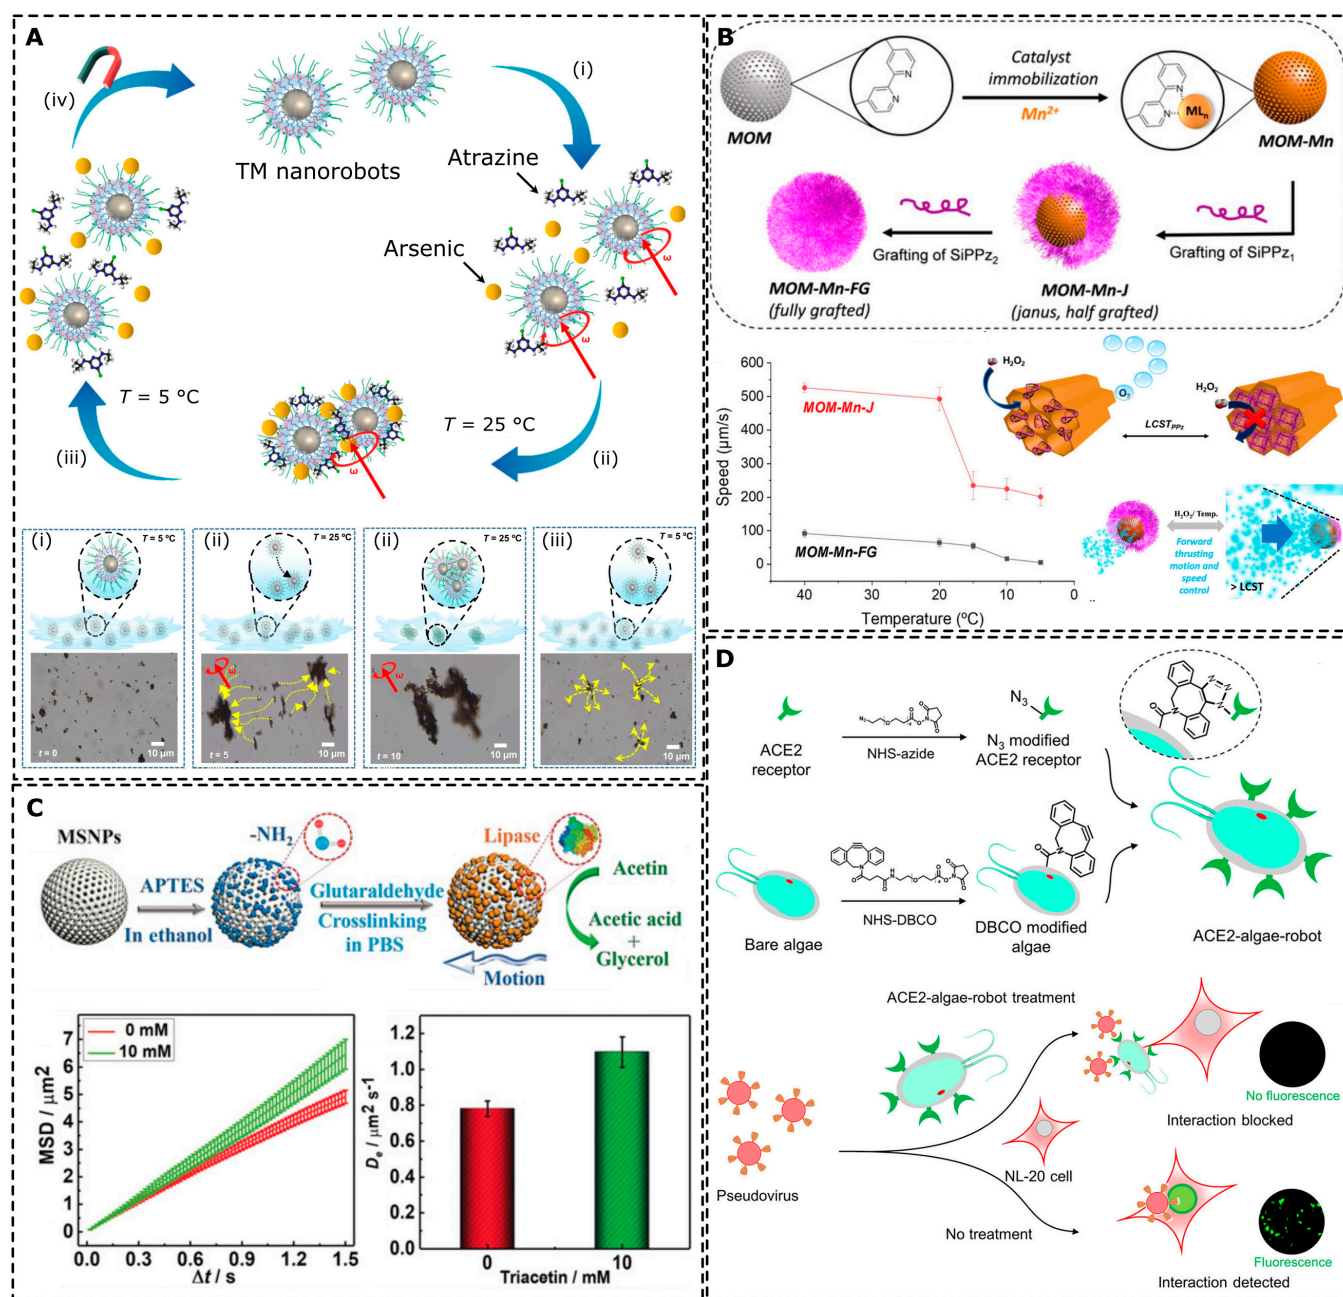 A
(iv)
(i)
TM nanorobots
Atrazine
Arsenic
ω
ω
T = 5 °C
T = 25 °C
ω
(iii)
(ii)
(i)
T = 5 °C
(ii)
T = 25 °C
(ii)
T = 25 °C
(iii)
T = 5 °C
ω
ω
t = 0
10 µm
t = 5
10 µm
t = 10
10 µm
10 µm
B
MOM
N
N
Catalyst
immobilization
Mn2+
N
N
MLn
MOM-Mn
Grafting of SiPPz2
Grafting of SiPPz1
MOM-Mn-FG
(fully grafted)
MOM-Mn-J
(janus, half grafted)
600
500
400
300
200
100
0
Speed (µm/s)
MOM-Mn-J
MOM-Mn-FG
40
30
20
10
0
Temperature (ºC)
H2O2
O2
H2O2
LCSTPPz
H2O2/ Temp.
Forward
thrusting
motion and
speed
control
> LCST
C
MSNPs
-NH2
Lipase
APTES
In ethanol
Glutaraldehyde
Crosslinking
in PBS
Acetin
Acetic acid
+
Glycerol
Motion
0 mM
10 mM
7
6
5
4
3
2
1
0
MSD / µm2
0.0
0.3
0.6
0.9
1.2
1.5
Δt / s
1.2
1.0
0.8
0.6
0.4
0.2
0.0
De / µm2 s-1
0
10
Triacetin / mM
D
ACE2
receptor
NHS-azide
N3
N3 modified
ACE2 receptor
Bare algae
NHS-DBCO
DBCO modified
algae
ACE2-algae-robot
ACE2-algae-robot treatment
Pseudovirus
NL-20 cell
No treatment
No fluorescence
Interaction blocked
Fluorescence
Interaction detected